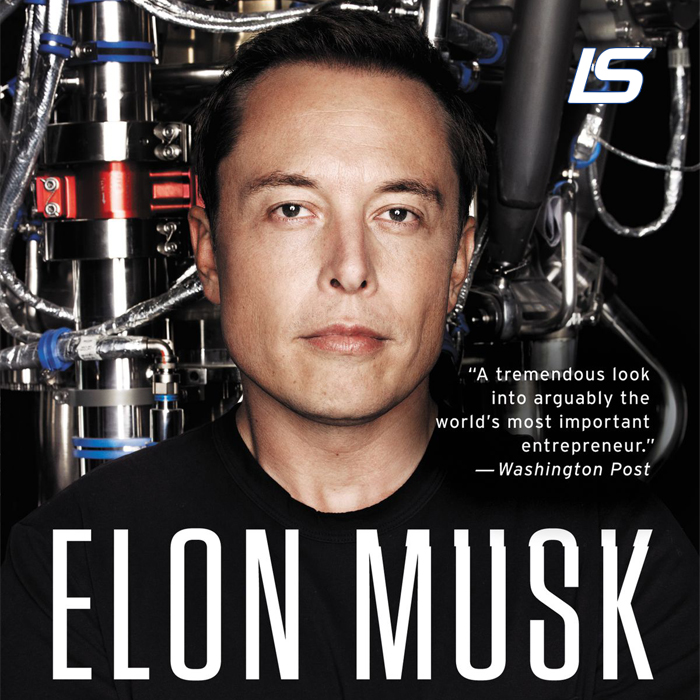 LS
“A tremendous look
into arguably the
world’s most important
entrepreneur.”
—Washington Post
ELON MUSK